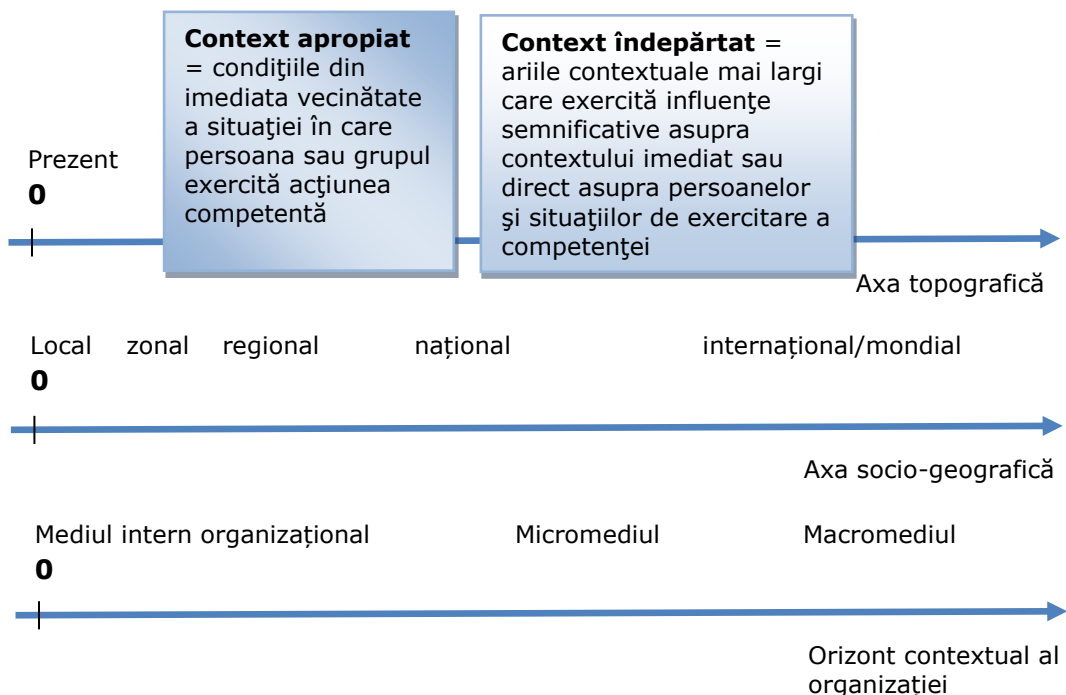 Context apropiat
= condiţiile din
imediata vecinătate
a situaţiei în care
persoana sau grupul
exercită acţiunea
competentă
Context îndepărtat =
ariile contextuale mai largi
care exercită influenţe
semnificative asupra
contextului imediat sau
direct asupra persoanelor
şi situaţiilor de exercitare a
competenţei
Prezent
0
Axa topografică
Local zonal regional național internațional/mondial
0
Axa socio-geografică
Mediul intern organizațional Micromediul Macromediul
0
Orizont contextual al
organizației